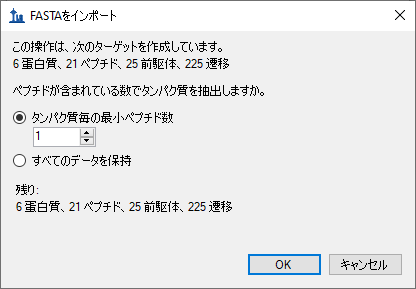 FASTAをインポート
この操作は、次のターゲットを作成しています。
6 蛋白質、21 ペプチド、25 前駆体、225 遷移
ペプチドが含まれている数でタンパク質を抽出しますか。
タンパク質毎の最小ペプチド数
1
すべてのデータを保持
残り:
6 蛋白質、21 ペプチド、25 前駆体、225 遷移
OK キャンセル